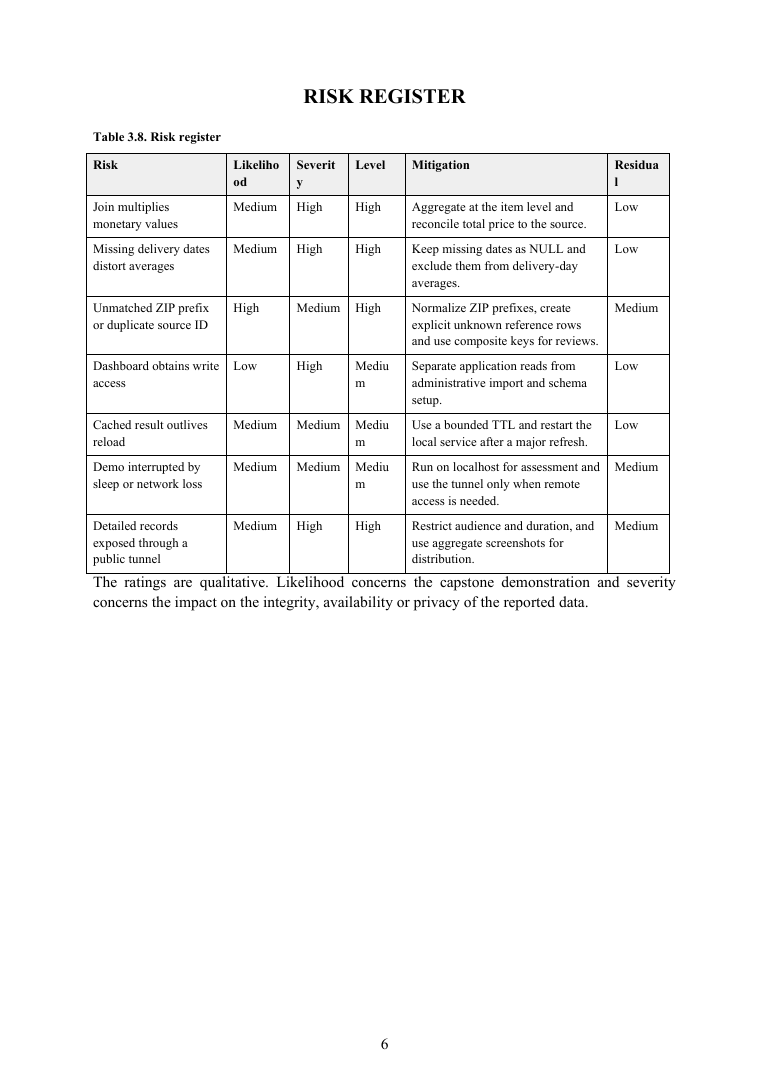 RISK REGISTER
Table 3.8. Risk register
Risk Likeliho Severit Level Mitigation Residua
od y l
Join multiplies Medium High High Aggregate at the item level and Low
monetary values reconcile total price to the source.
Missing delivery dates Medium High High Keep missing dates as NULL and Low
distort averages exclude them from delivery-day
averages.
Unmatched ZIP prefix High Medium High Normalize ZIP prefixes, create Medium
or duplicate source ID explicit unknown reference rows
and use composite keys for reviews.
Dashboard obtains write Low High Mediu Separate application reads from Low
access m administrative import and schema
setup.
Cached result outlives Medium Medium Mediu Use a bounded TTL and restart the Low
reload m local service after a major refresh.
Demo interrupted by Medium Medium Mediu Run on localhost for assessment and Medium
sleep or network loss m use the tunnel only when remote
access is needed.
Detailed records Medium High High Restrict audience and duration, and Medium
exposed through a use aggregate screenshots for
public tunnel distribution.
The ratings are qualitative. Likelihood concerns the capstone demonstration and severity
concerns the impact on the integrity, availability or privacy of the reported data.
6